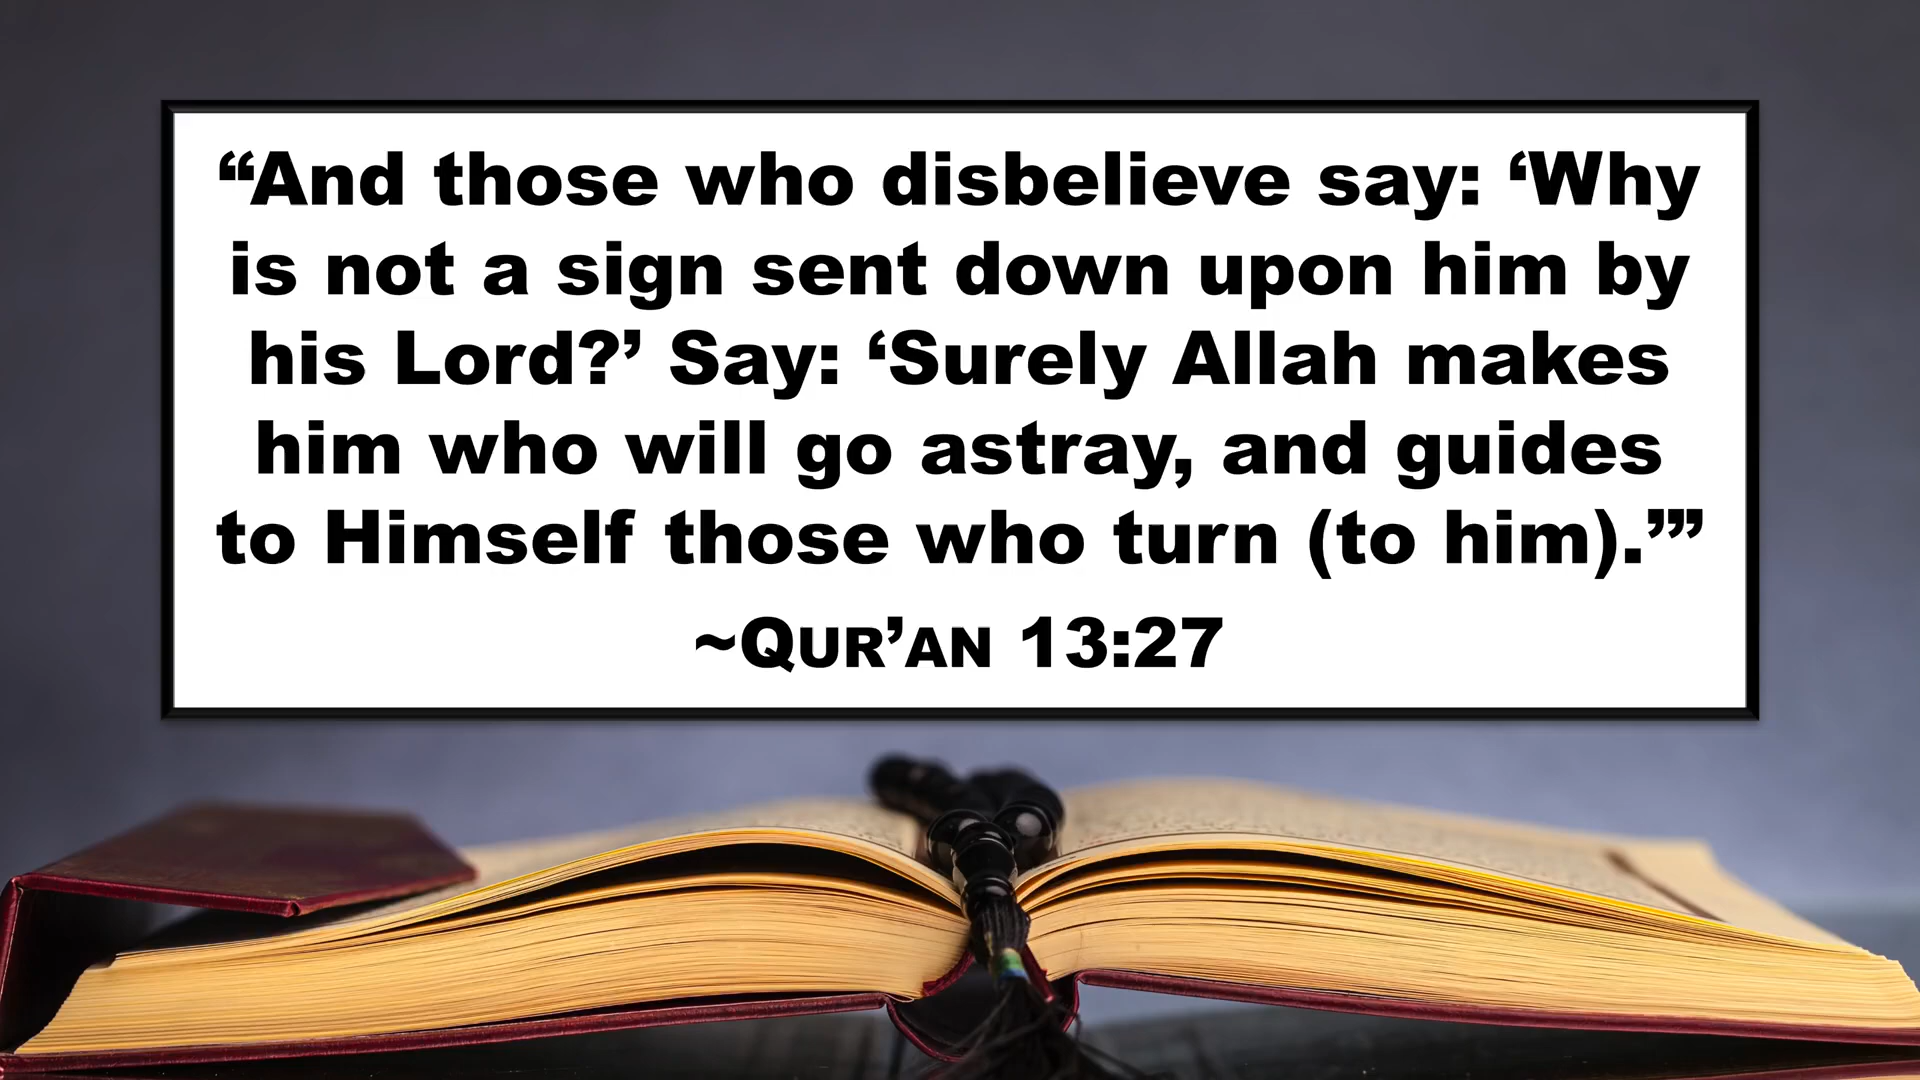 “And those who disbelieve say: ‘Why
is not a sign sent down upon him by
his Lord?’ Say: ‘Surely Allah makes
him who will go astray, and guides
to Himself those who turn (to him).’”
~Qur’an 13:27